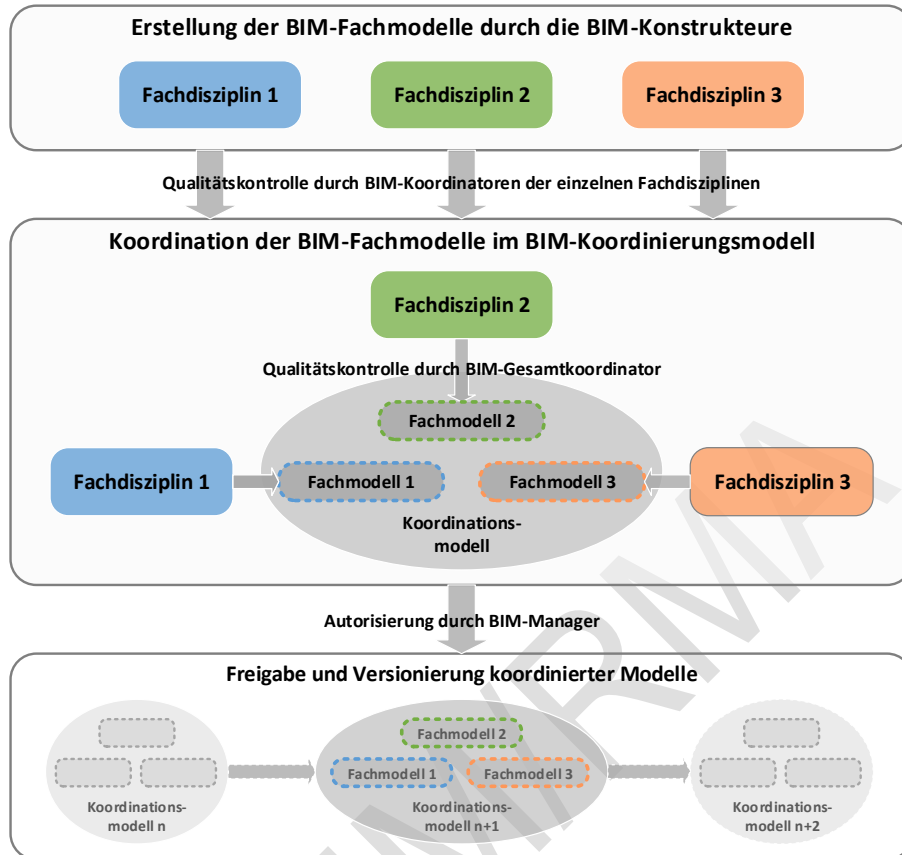 Erstellung der BIM-Fachmodelle durch die BIM-Konstrukteure
Fachdisziplin 1
Fachdisziplin 2
Fachdisziplin 3
Qualitätskontrolle durch BIM-Koordinatoren der einzelnen Fachdisziplinen
Koordination der BIM-Fachmodelle im BIM-Koordinierungsmodell
Fachdisziplin 2
Qualitätskontrolle durch BIM-Gesamtkoordinator
Fachmodell 2
Fachdisziplin 1
Fachmodell 1
Fachmodell 3
Fachdisziplin 3
Koordinations-
modell
Autorisierung durch BIM-Manager
Freigabe und Versionierung koordinierter Modelle
Fachmodell 2
Fachmodell 1
Fachmodell 3
Koordinations-
modell n
Koordinations-
modell n+1
Koordinations-
modell n+2